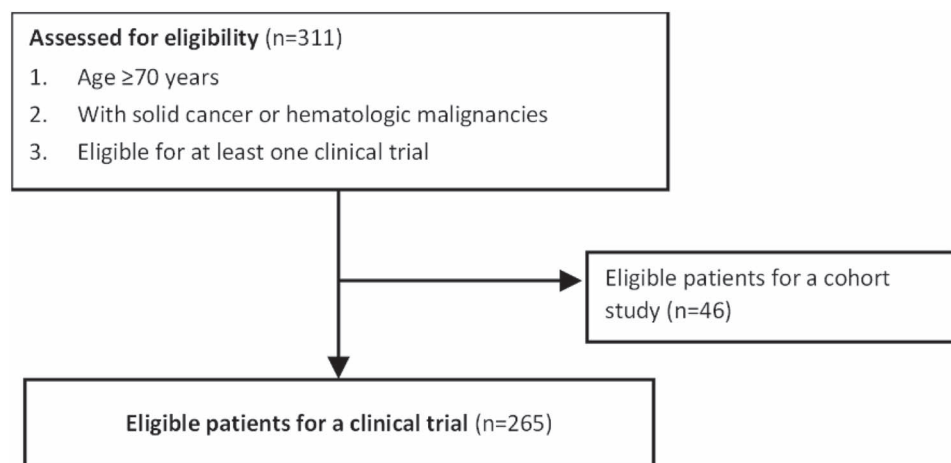 Assessed for eligibility (n=311)
1. Age ≥70 years
2. With solid cancer or hematologic malignancies
3. Eligible for at least one clinical trial
Eligible patients for a cohort
study (n=46)
Eligible patients for a clinical trial (n=265)